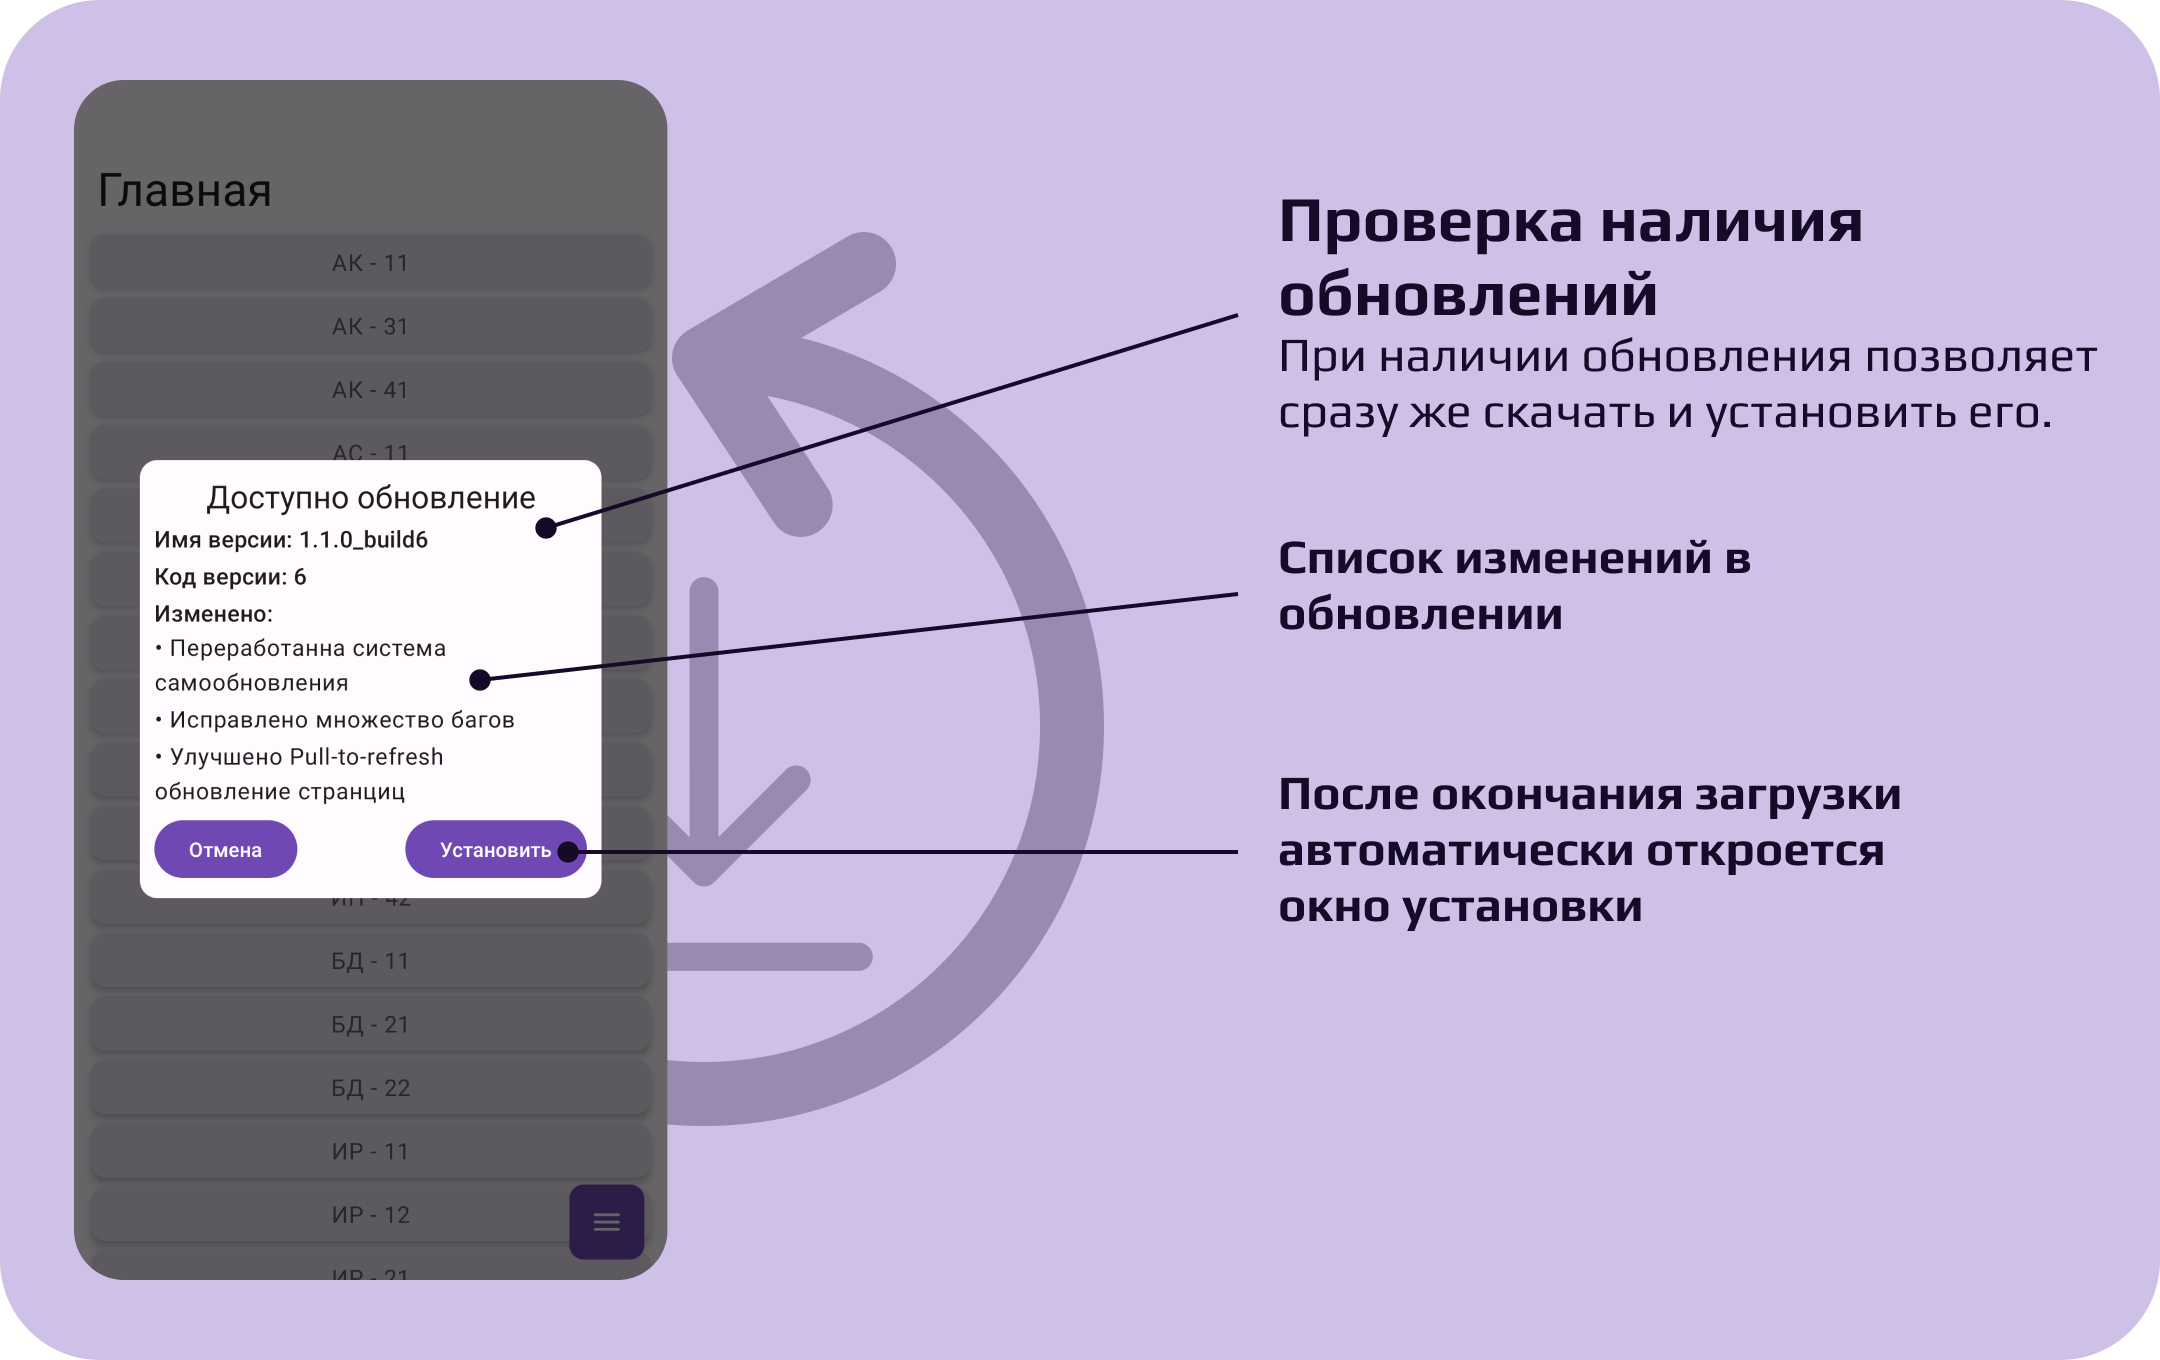 Главная
АК - 11
АК - 31
АК - 41
АС - 11
Доступно обновление
Имя версии: 1.1.0_build6
Код версии: 6
Изменено:
• Переработанна система
самообновления
• Исправлено множество багов
• Улучшено Pull-to-refresh
обновление странциц
Отмена
Установить
БД - 11
БД - 21
БД - 22
ИР - 11
ИР - 12
ИР - 21
Проверка наличия
обновлений
При наличии обновления позволяет
сразу же скачать и установить его.
Список изменений в
обновлении
После окончания загрузки
автоматически откроется
окно установки